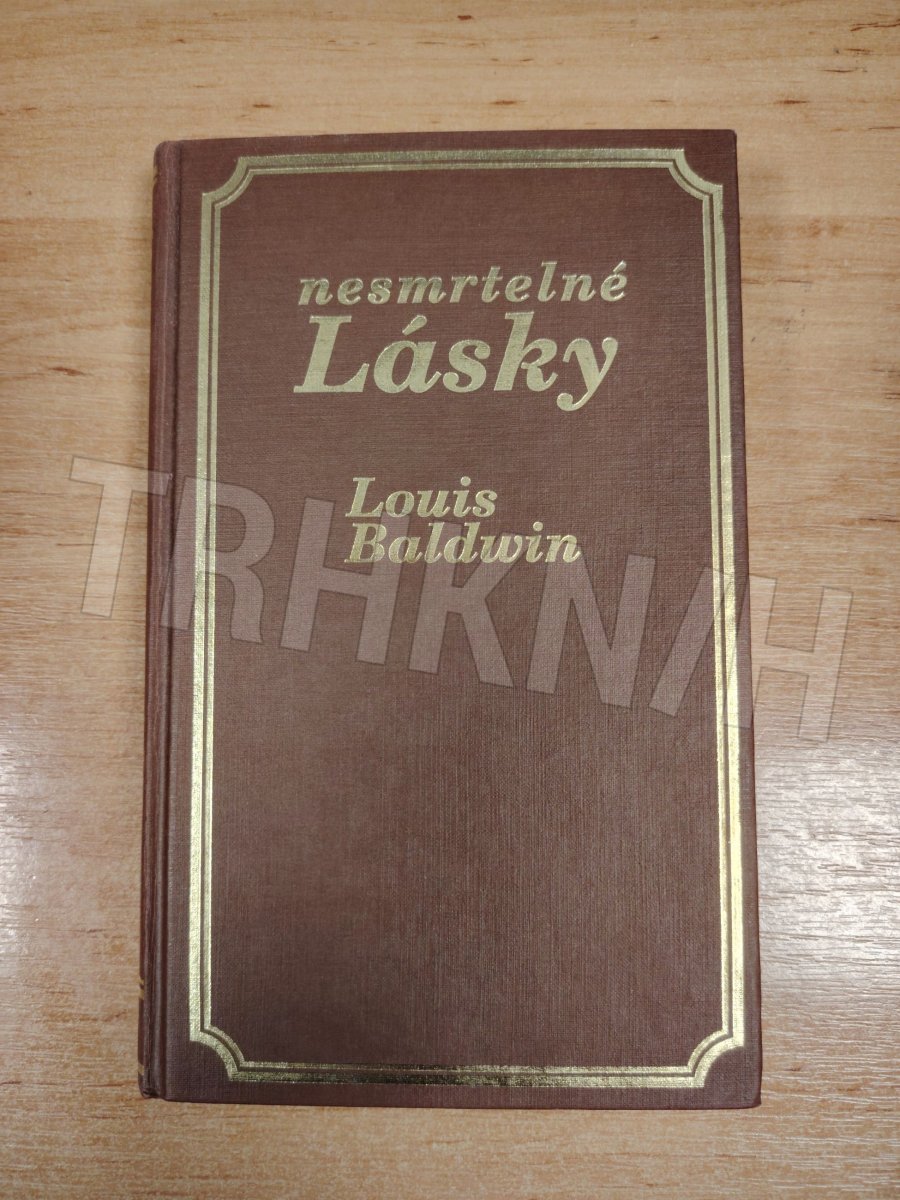 nesmrtelné
Lásky
Louis
Baldwin
TRHKNIH